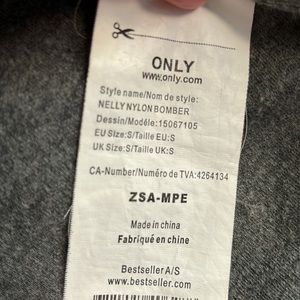 ONLY
www.only.com
Style name/Nom de style:
NELLY NYLON BOMBER
Dessin/Modéle:15067105
EU Size:S/Taille EU:S
UK Size:S/Taille UK:S
CA-Number/Numéro de TVA:4264134
ZSA-MPE
Made in china
Fabriqué en chine
Bestseller A/S
www.bestseller.com